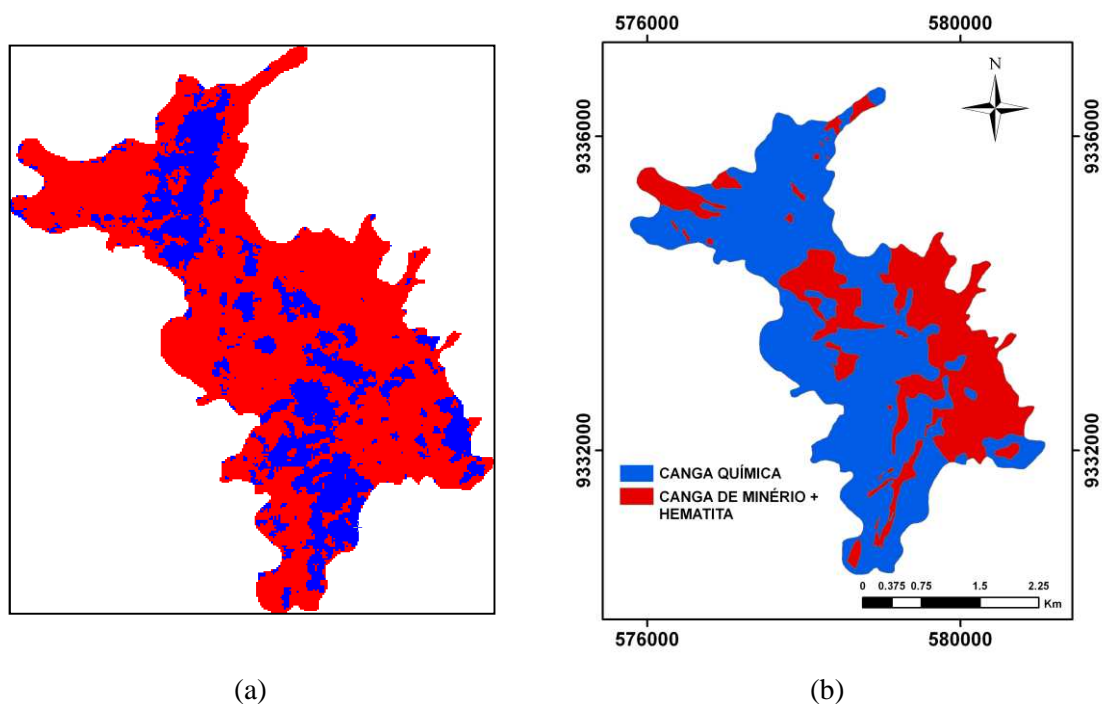 576000 580000
N
9336000 9336000
9332000 9332000
CANGA QUÍMICA
CANGA DE MINÉRIO +
HEMATITA
0 0.375 0.75 1.5 2.25
Km
576000 580000
(a) (b)